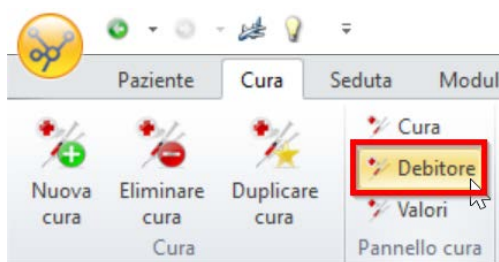 Paziente Cura Seduta Modul
Cura
Debitore
Valori
Nuova cura
Eliminare cura
Duplicare cura
Cura Pannello cura